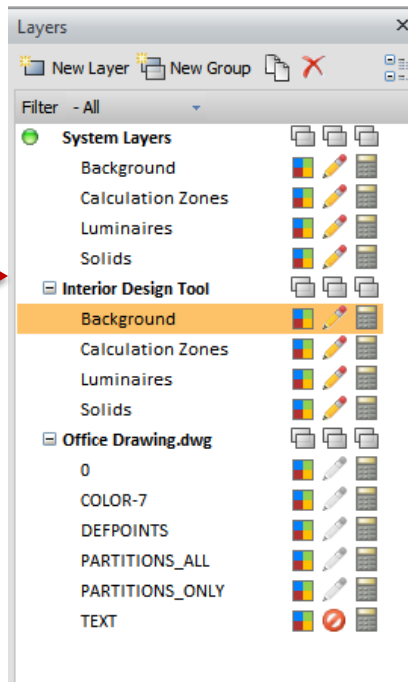 Layers
New Layer New Group
Filter - All
System Layers
Background
Calculation Zones
Luminaires
Solids
Interior Design Tool
Background
Calculation Zones
Luminaires
Solids
Office Drawing.dwg
0
COLOR-7
DEFPOINTS
PARTITIONS_ALL
PARTITIONS_ONLY
TEXT